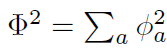 Φ² = ∑ₐ ϕₐ²